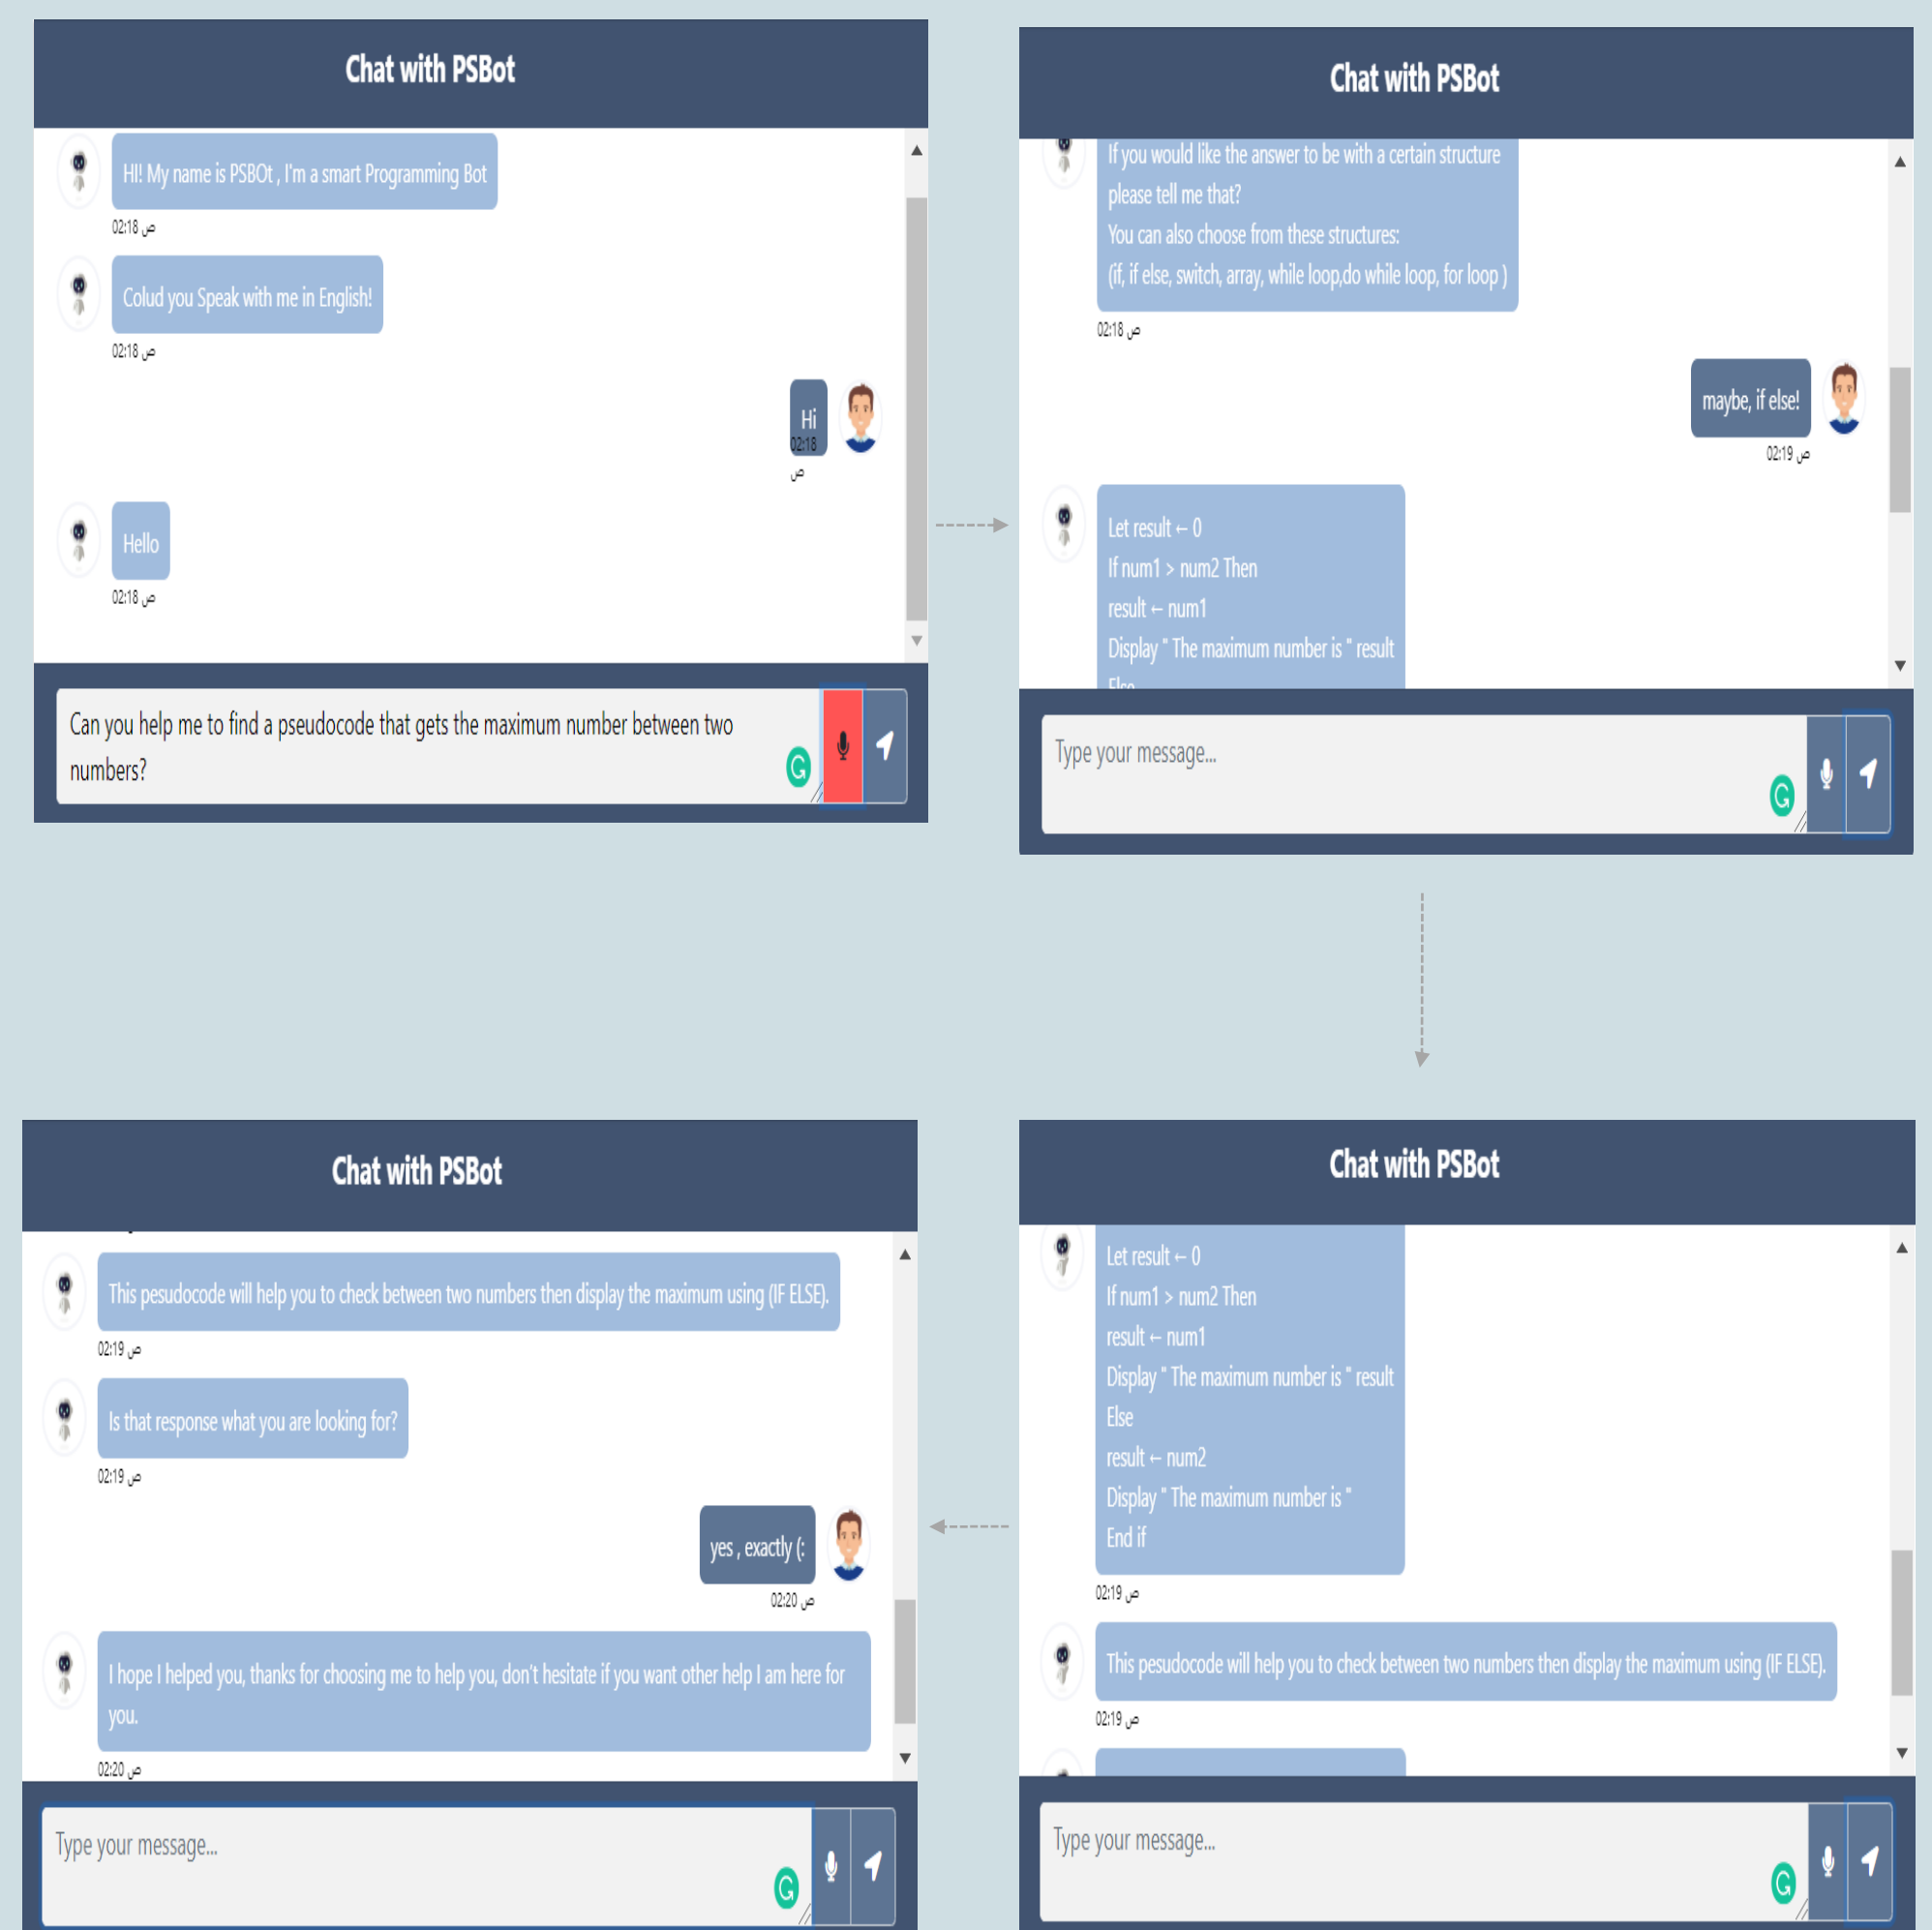 Chat with PSBot
HI! My name is PSBOt , I'm a smart Programming Bot
02:18 ص
Colud you Speak with me in English!
02:18 ص
Hi
02:18
ص
Hello
02:18 ص
Can you help me to find a pseudocode that gets the maximum number between two
numbers?
Chat with PSBot
If you would like the answer to be with a certain structure
please tell me that?
You can also choose from these structures:
(if, if else, switch, array, while loop,do while loop, for loop )
02:18 ص
maybe, if else!
02:19 ص
Let result ← 0
If num1 > num2 Then
result ← num1
Display " The maximum number is " result
Else
Type your message...
Chat with PSBot
Let result ← 0
If num1 > num2 Then
result ← num1
Display " The maximum number is " result
Else
result ← num2
Display " The maximum number is "
End if
02:19 ص
This pesudocode will help you to check between two numbers then display the maximum using (IF ELSE).
02:19 ص
Type your message...
Chat with PSBot
This pesudocode will help you to check between two numbers then display the maximum using (IF ELSE).
02:19 ص
Is that response what you are looking for?
02:19 ص
yes , exactly (:
02:20 ص
I hope I helped you, thanks for choosing me to help you, don't hesitate if you want other help I am here for
you.
02:20 ص
Type your message...